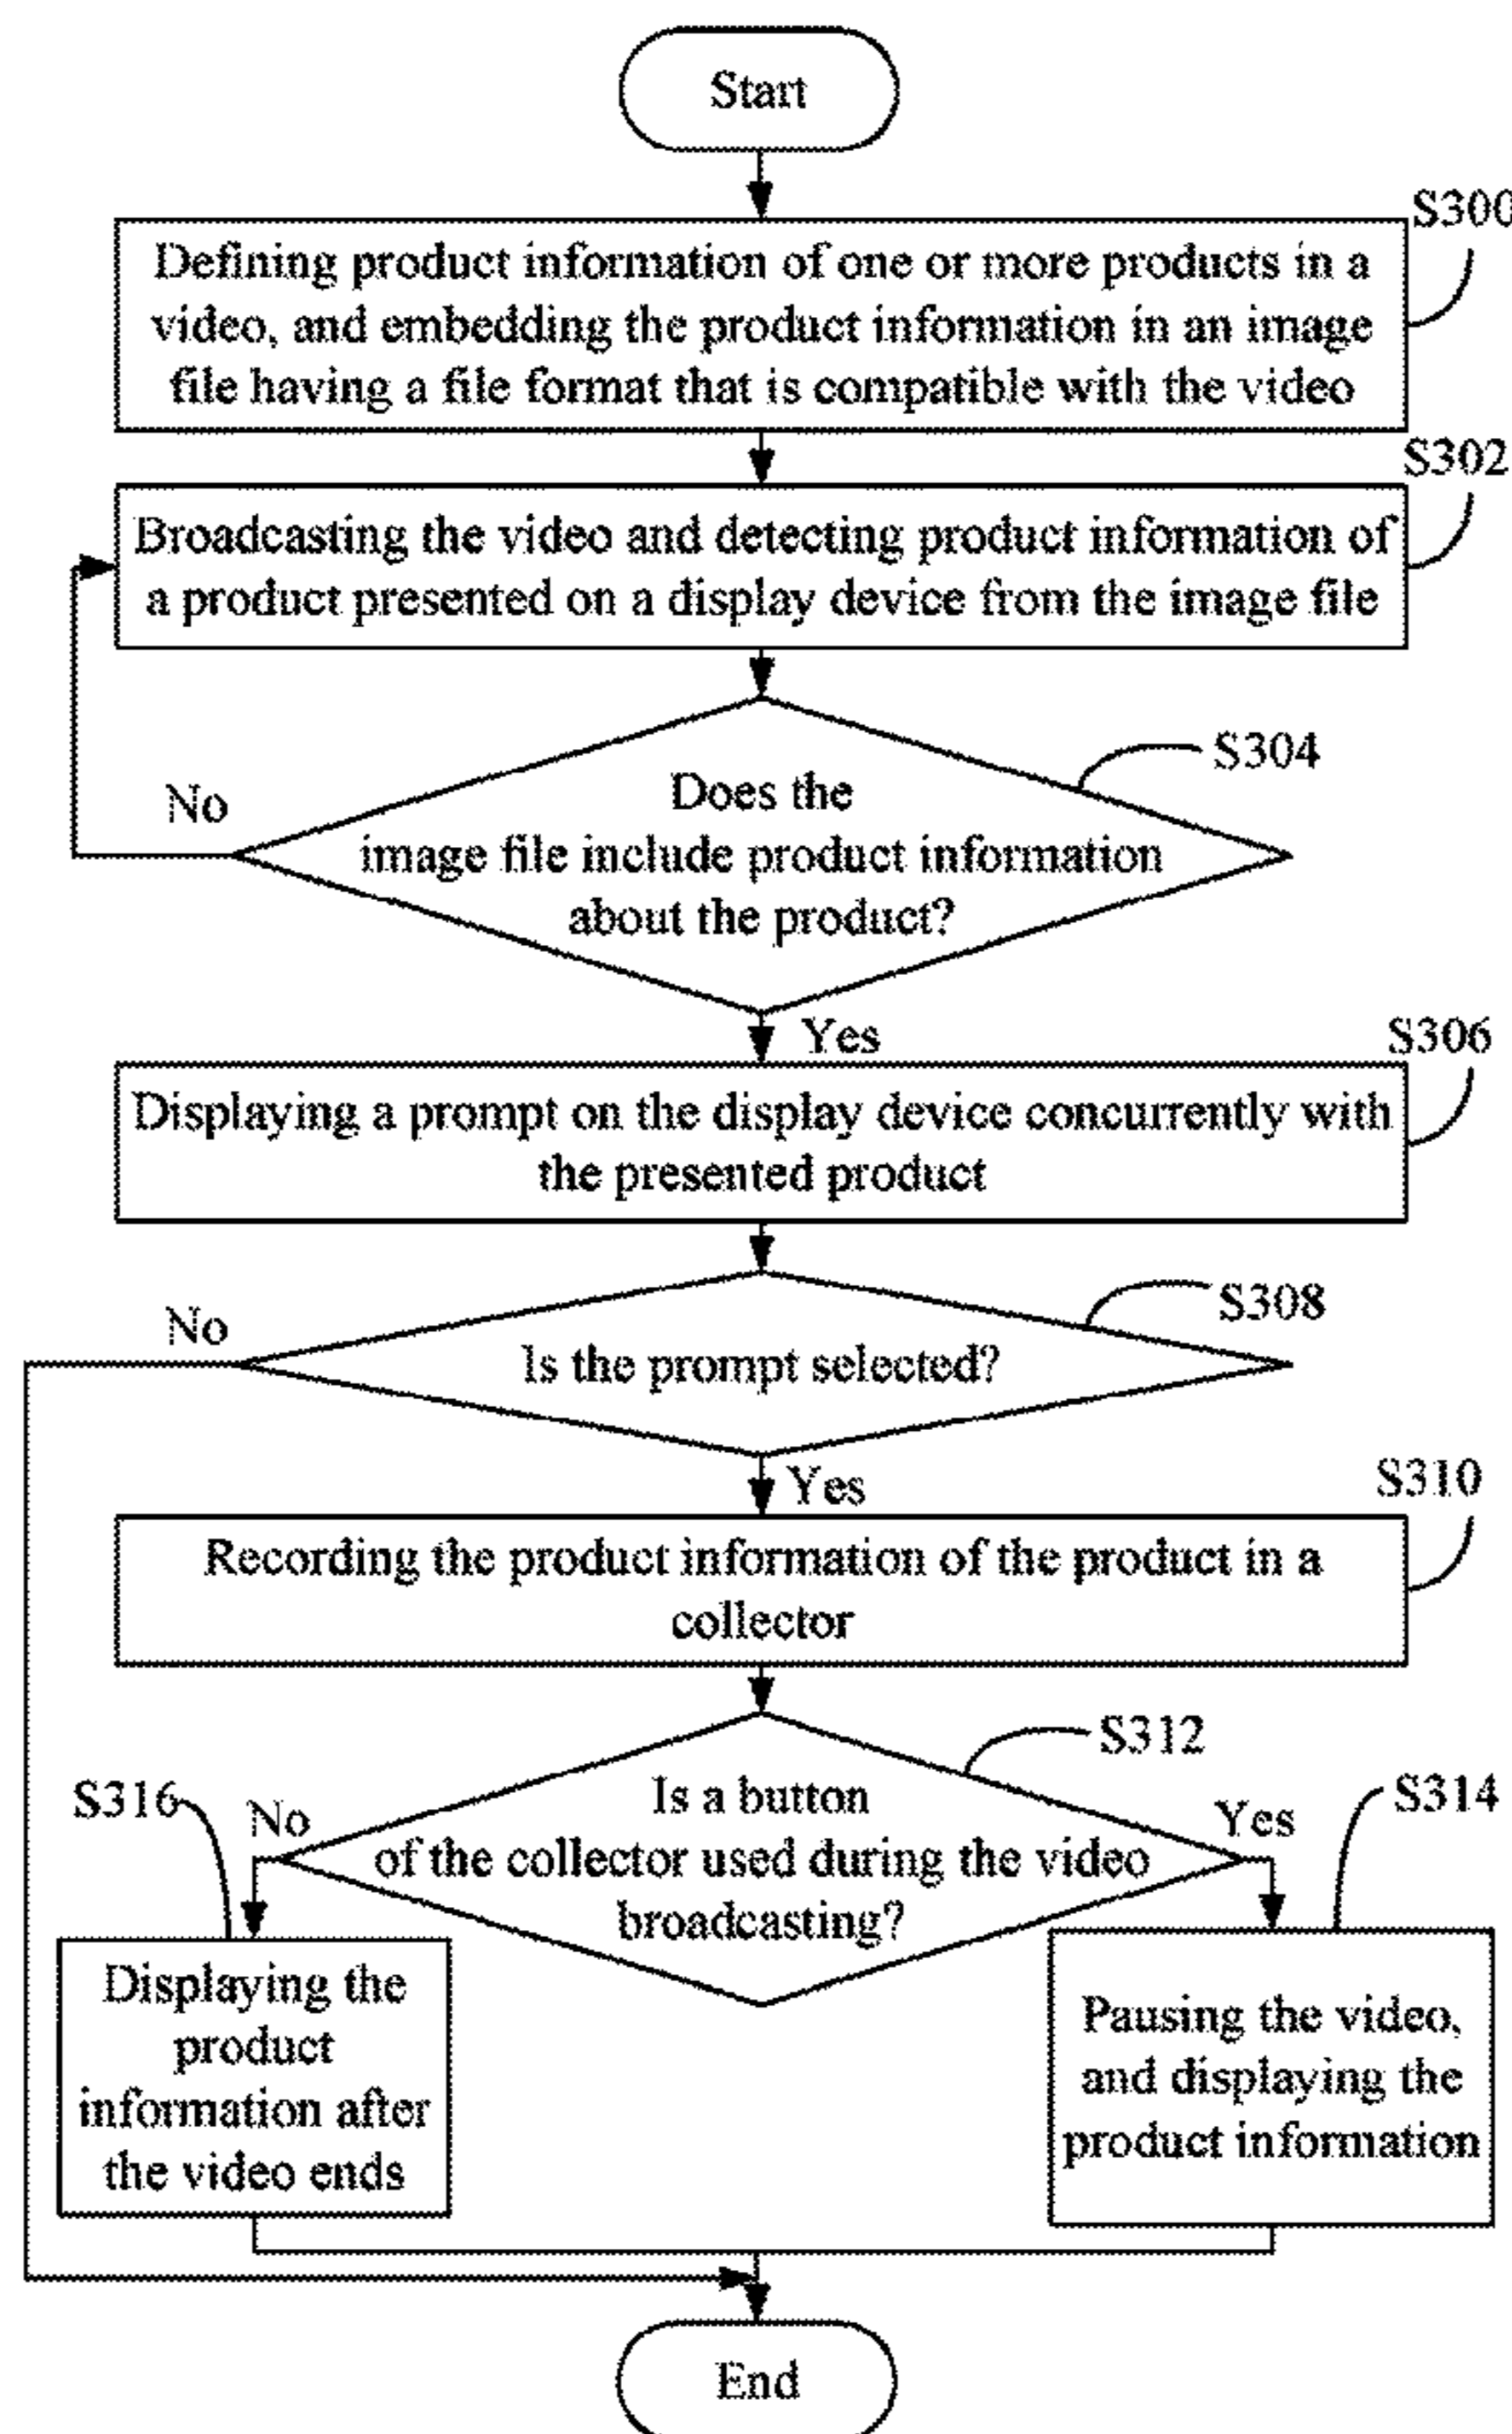 Start
S300
Defining product information of one or more products in a
video, and embedding the product information in an image
file having a file format that is compatible with the video
S302
Broadcasting the video and detecting product information of
a product presented on a display device from the image file
S304
No
Does the
image file include product information
about the product?
Yes
S306
Displaying a prompt on the display device concurrently with
the presented product
S308
No
Is the prompt selected?
Yes
S310
Recording the product information of the product in a
collector
S312
S316
No
Is a button
of the collector used during the video
broadcasting?
Yes
S314
Displaying the
product
information after
the video ends
Pausing the video,
and displaying the
product information
End